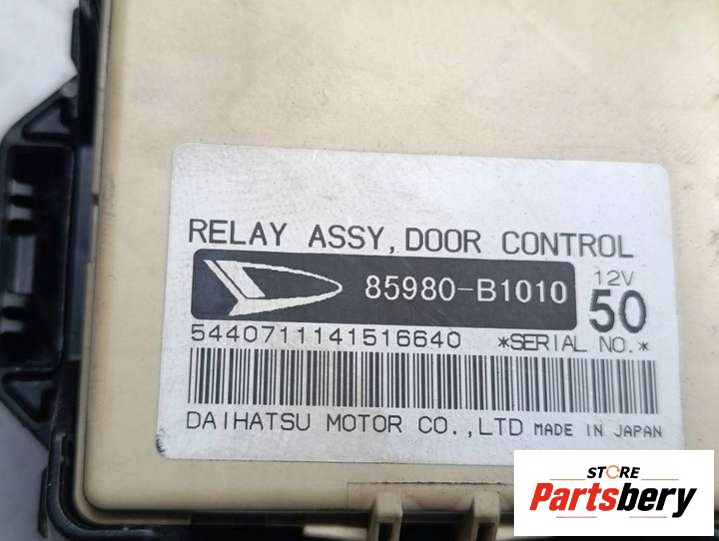 RELAY ASSY, DOOR CONTROL
85980-B1010
12V
50
5440711141516640 *SERIAL NO.*
DAIHATSU MOTOR CO.,LTD MADE IN JAPAN
STORE
Partsbery